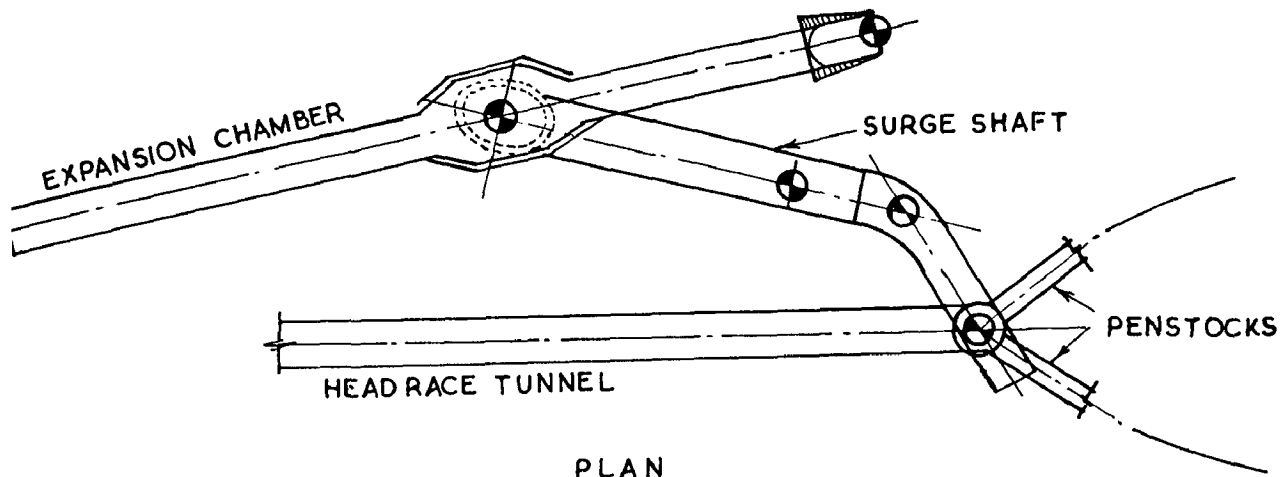 EXPANSION CHAMBER
SURGE SHAFT
PENSTOCKS
HEAD RACE TUNNEL
PLAN